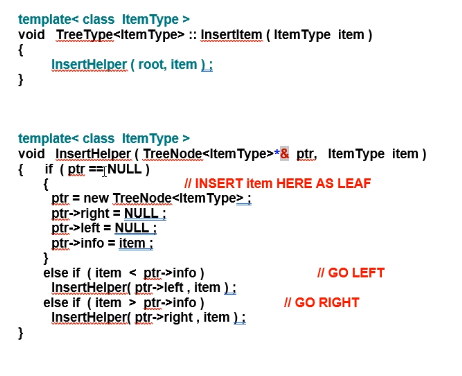 template< class ItemType >
void TreeType<ItemType> :: InsertItem ( ItemType item )
{
InsertHelper ( root, item ) ;
}
template< class ItemType >
void InsertHelper ( TreeNode<ItemType>*& ptr, ItemType item )
{ if ( ptr == NULL )
{ // INSERT item HERE AS LEAF
ptr = new TreeNode<ItemType> ;
ptr->right = NULL ;
ptr->left = NULL ;
ptr->info = item ;
}
else if ( item < ptr->info ) // GO LEFT
InsertHelper( ptr->left , item ) ;
else if ( item > ptr->info ) // GO RIGHT
InsertHelper( ptr->right , item ) ;
}